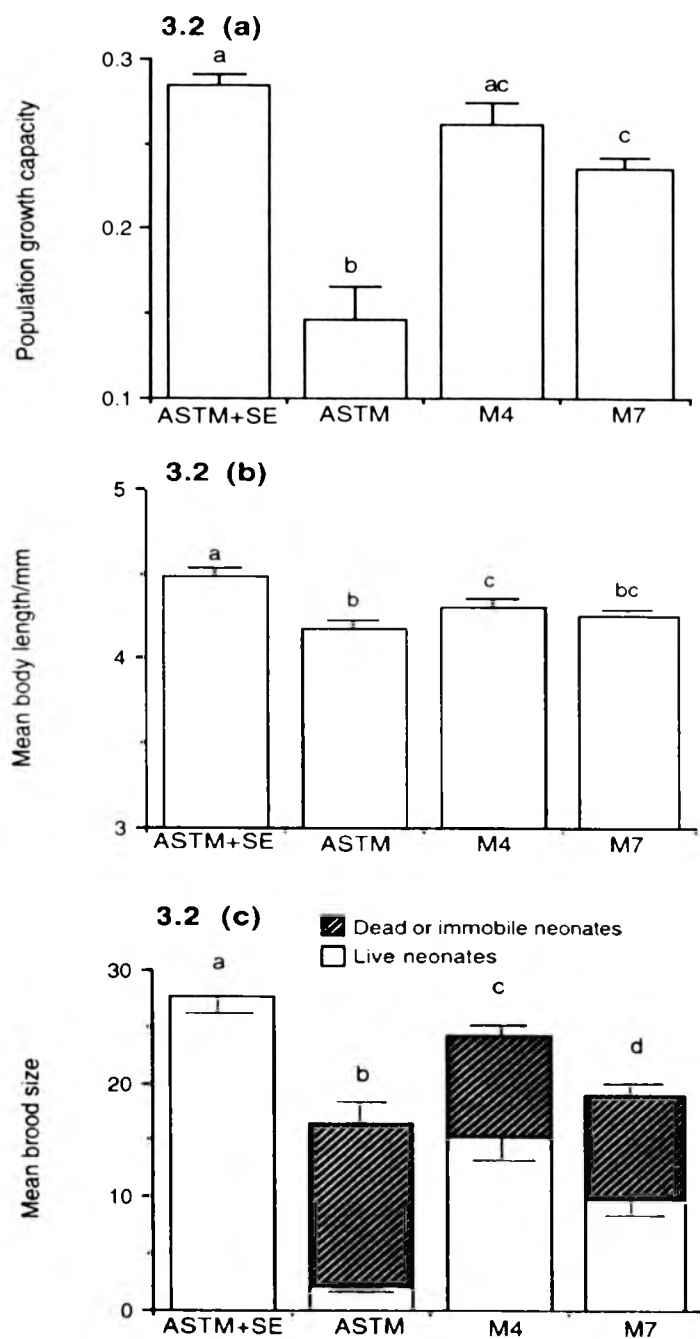 3.2 (a)
Population growth capacity
0.3
0.2
0.1
a
b
ac
c
ASTM+SE ASTM M4 M7
3.2 (b)
Mean body length/mm
5
4
3
a
b
c
bc
ASTM+SE ASTM M4 M7
3.2 (c)
Dead or immobile neonates
Live neonates
Mean brood size
30
20
10
0
a
b
c
d
ASTM+SE ASTM M4 M7